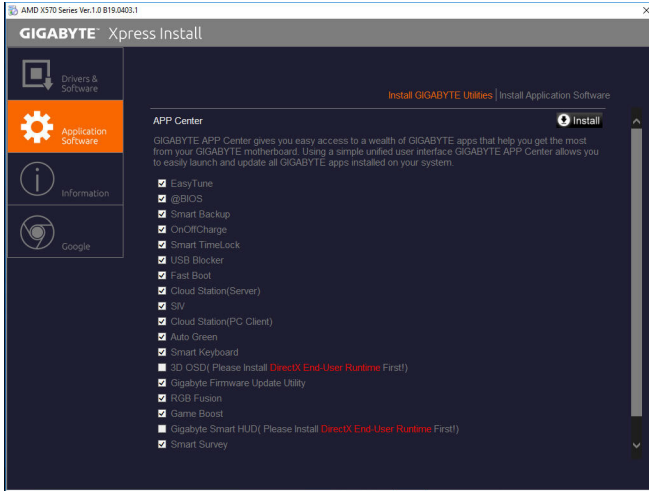 AMD X570 Series Ver.1.0 B19.0403.1
GIGABYTE™ Xpress Install
Drivers &
Software
Application
Software
Information
Google
Install GIGABYTE Utilities | Install Application Software
APP Center
Install
GIGABYTE APP Center gives you easy access to a wealth of GIGABYTE apps that help you get the most
from your GIGABYTE motherboard. Using a simple unified user interface GIGABYTE APP Center allows you
to easily launch and update all GIGABYTE apps installed on your system.
EasyTune
@BIOS
Smart Backup
OnOffCharge
Smart TimeLock
USB Blocker
Fast Boot
Cloud Station(Server)
SIV
Cloud Station(PC Client)
Auto Green
Smart Keyboard
3D OSD( Please Install DirectX End-User Runtime First!)
Gigabyte Firmware Update Utility
RGB Fusion
Game Boost
Gigabyte Smart HUD( Please Install DirectX End-User Runtime First!)
Smart Survey